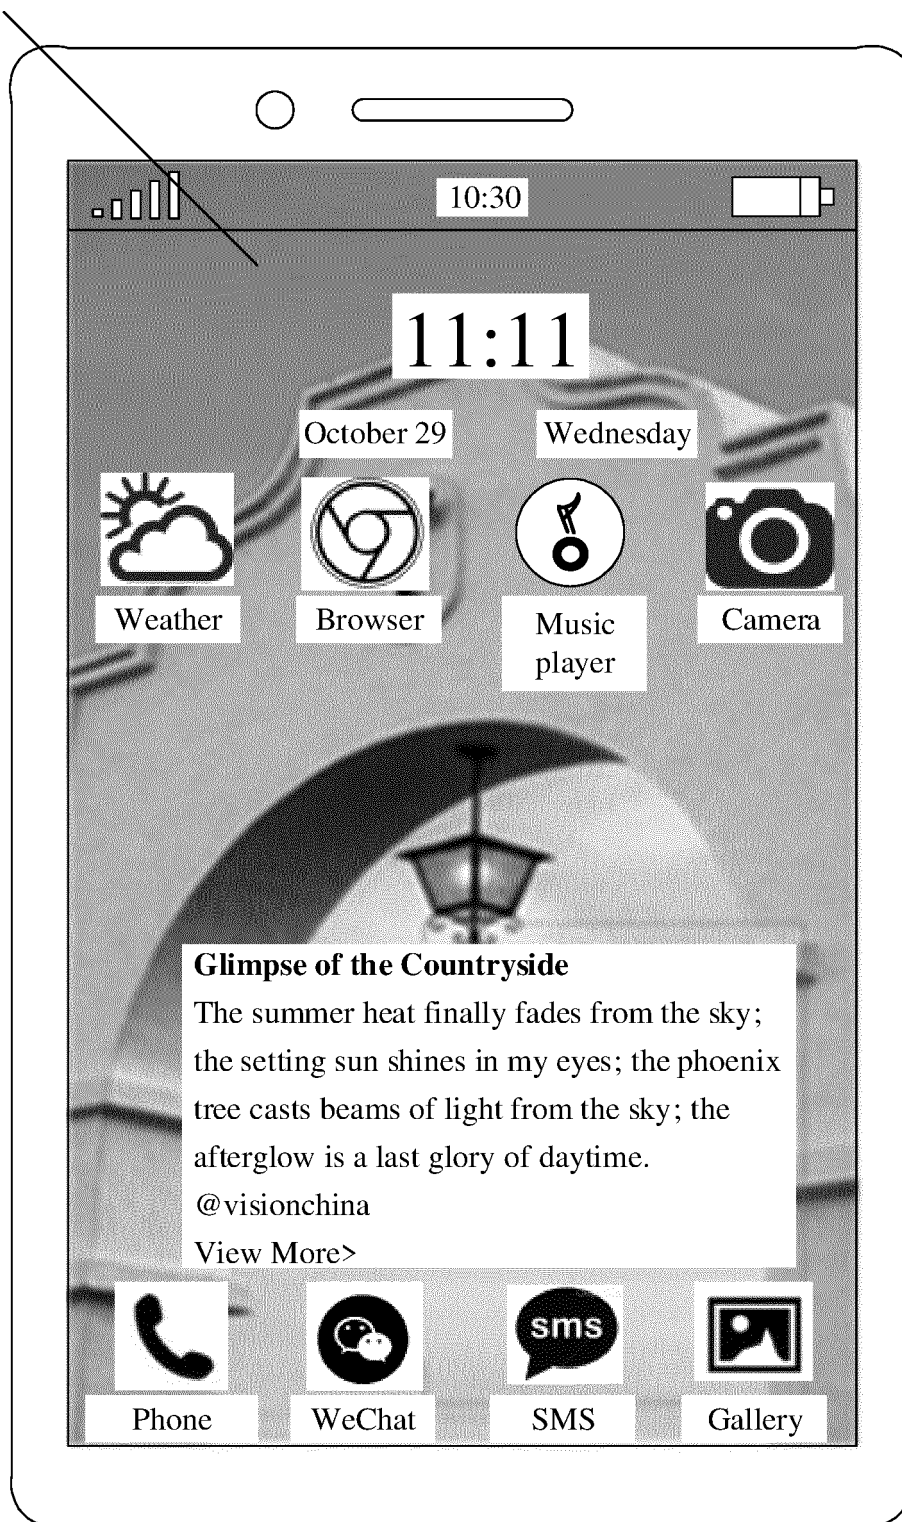 10:30
11:11
October 29 Wednesday
Weather Browser Music player Camera
Glimpse of the Countryside
The summer heat finally fades from the sky;
the setting sun shines in my eyes; the phoenix
tree casts beams of light from the sky; the
afterglow is a last glory of daytime.
@visionchina
View More>
sms
Phone WeChat SMS Gallery